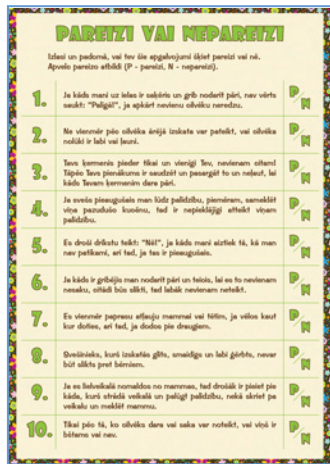 PAREIZI VAI NEPAREIZI
Izlasi un padomā, vai tev šie apgalvojumi šķiet pareizi vai nē.
Apvelc pareizo atbildi (P - pareizi, N - nepareizi).
1. Ja kāds mani uz ielas ir saķēris un grib nodarīt pāri, nav vērts
saukt: "Palīgā!", ja apkārt nevienu cilvēku neredzu. P/N
2. Ne vienmēr pēc cilvēka ārējā izskata var pateikt, vai cilvēka
nolūki ir labi vai ļauni. P/N
3. Tavs ķermenis pieder tikai un vienīgi Tev, nevienam citam!
Tāpēc Tavs pienākums ir saudzēt un pasargāt to un neļaut, lai
kāds Tavam ķermenim dara pāri. P/N
4. Ja svešs pieaugušais man lūdz palīdzību, piemēram, sameklēt
viņa pazudušo kucēnu, tad ir nepieklājīgi atteikt viņam
palīdzību. P/N
5. Es droši drīkstu teikt: "Nē!", ja kāds mani aiztiek tā, kā man
nav patīkami, arī tad, ja tas ir pieaugušais. P/N
6. Ja kāds ir gribējis man nodarīt pāri un teicis, lai es to nevienam
nesaku, citādi būs slikti, tad labāk nevienam neteikt. P/N
7. Es vienmēr paprasu atļauju mammai vai tētim, ja vēlos kaut
kur doties, arī tad, ja dodos pie draugiem. P/N
8. Svešinieks, kurš izskatās glīts, smaidīgs un labi ģērbts, nevar
būt slikts pret bērniem. P/N
9. Ja es lielveikalā nomaldos no mammas, tad drošāk ir pieiet pie
kāda, kurš strādā veikalā un palūgt palīdzību, nekā skriet pa
veikalu un meklēt mammu. P/N
10. Tikai pēc tā, ko cilvēks dara vai saka var noteikt, vai viņš ir
bīstams vai nav. P/N